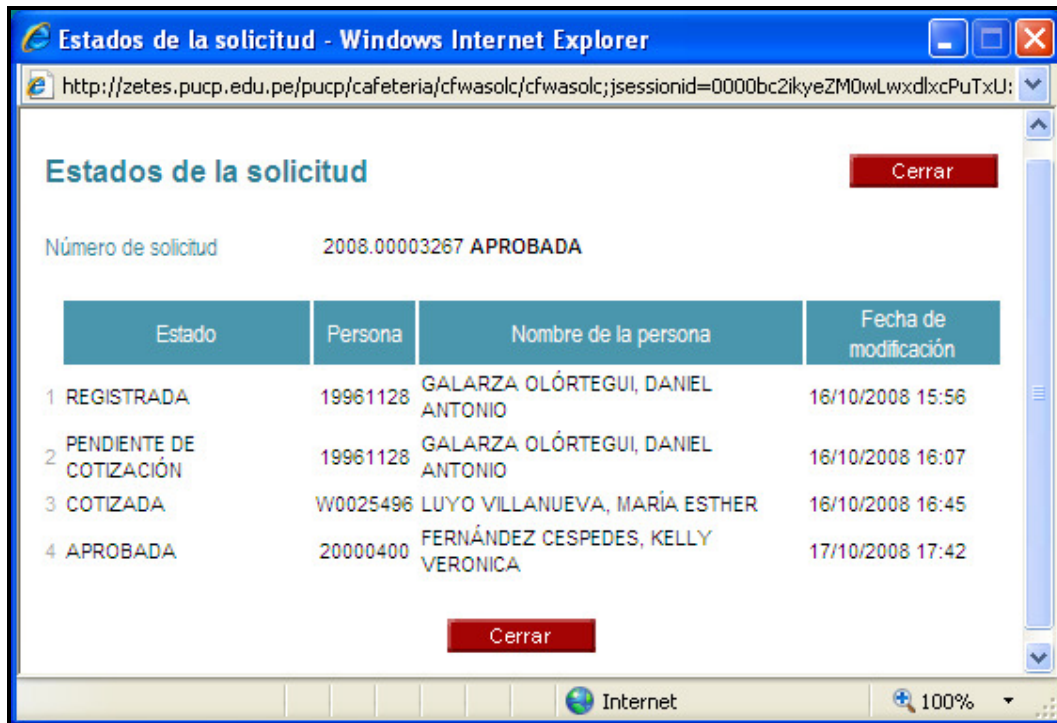 Estados de la solicitud - Windows Internet Explorer
http://zetes.pucp.edu.pe/pucp/cafeteria/cfwasolc/cfwasolc;jsessionid=0000bc2ikyeZM0wLwxdlxcPuTxU:
Estados de la solicitud
Cerrar
Número de solicitud 2008.00003267 APROBADA
Estado Persona Nombre de la persona Fecha de modificación
1 REGISTRADA 19961128 GALARZA OLÓRTEGUI, DANIEL ANTONIO 16/10/2008 15:56
2 PENDIENTE DE COTIZACIÓN 19961128 GALARZA OLÓRTEGUI, DANIEL ANTONIO 16/10/2008 16:07
3 COTIZADA W0025496 LUYO VILLANUEVA, MARÍA ESTHER 16/10/2008 16:45
4 APROBADA 20000400 FERNÁNDEZ CESPEDES, KELLY VERONICA 17/10/2008 17:42
Cerrar
Internet 100%